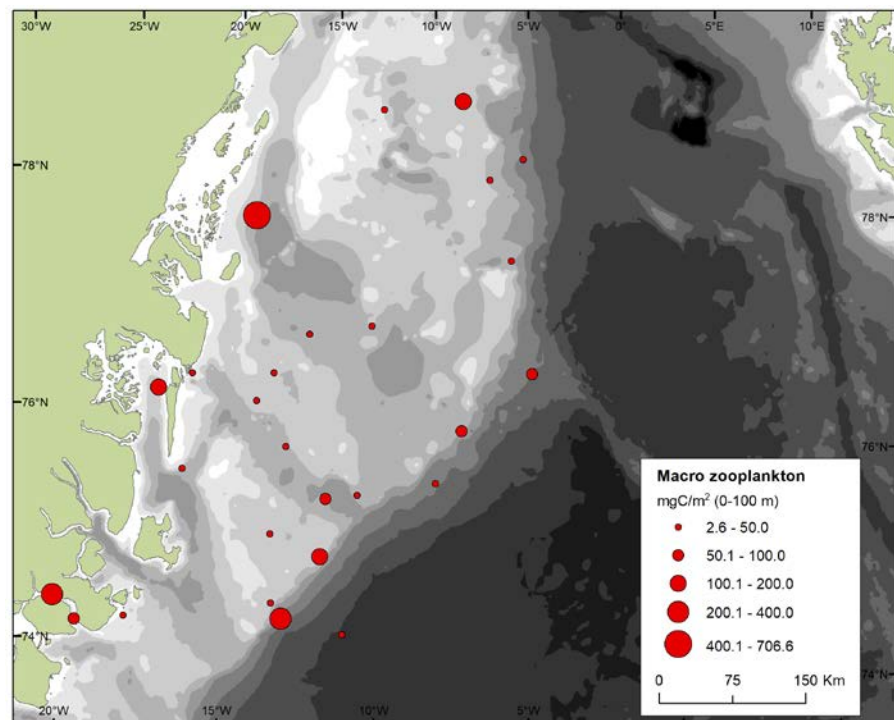 30°W 25°W 20°W 15°W 10°W 5°W 0° 5°E 10°E
78°N
78°N
76°N
76°N
Macro zooplankton
mgC/m² (0-100 m)
2.6 - 50.0
50.1 - 100.0
100.1 - 200.0
200.1 - 400.0
400.1 - 706.6
0 75 150 Km
74°N
74°N
20°W 15°W 10°W 5°W 0° 5°E